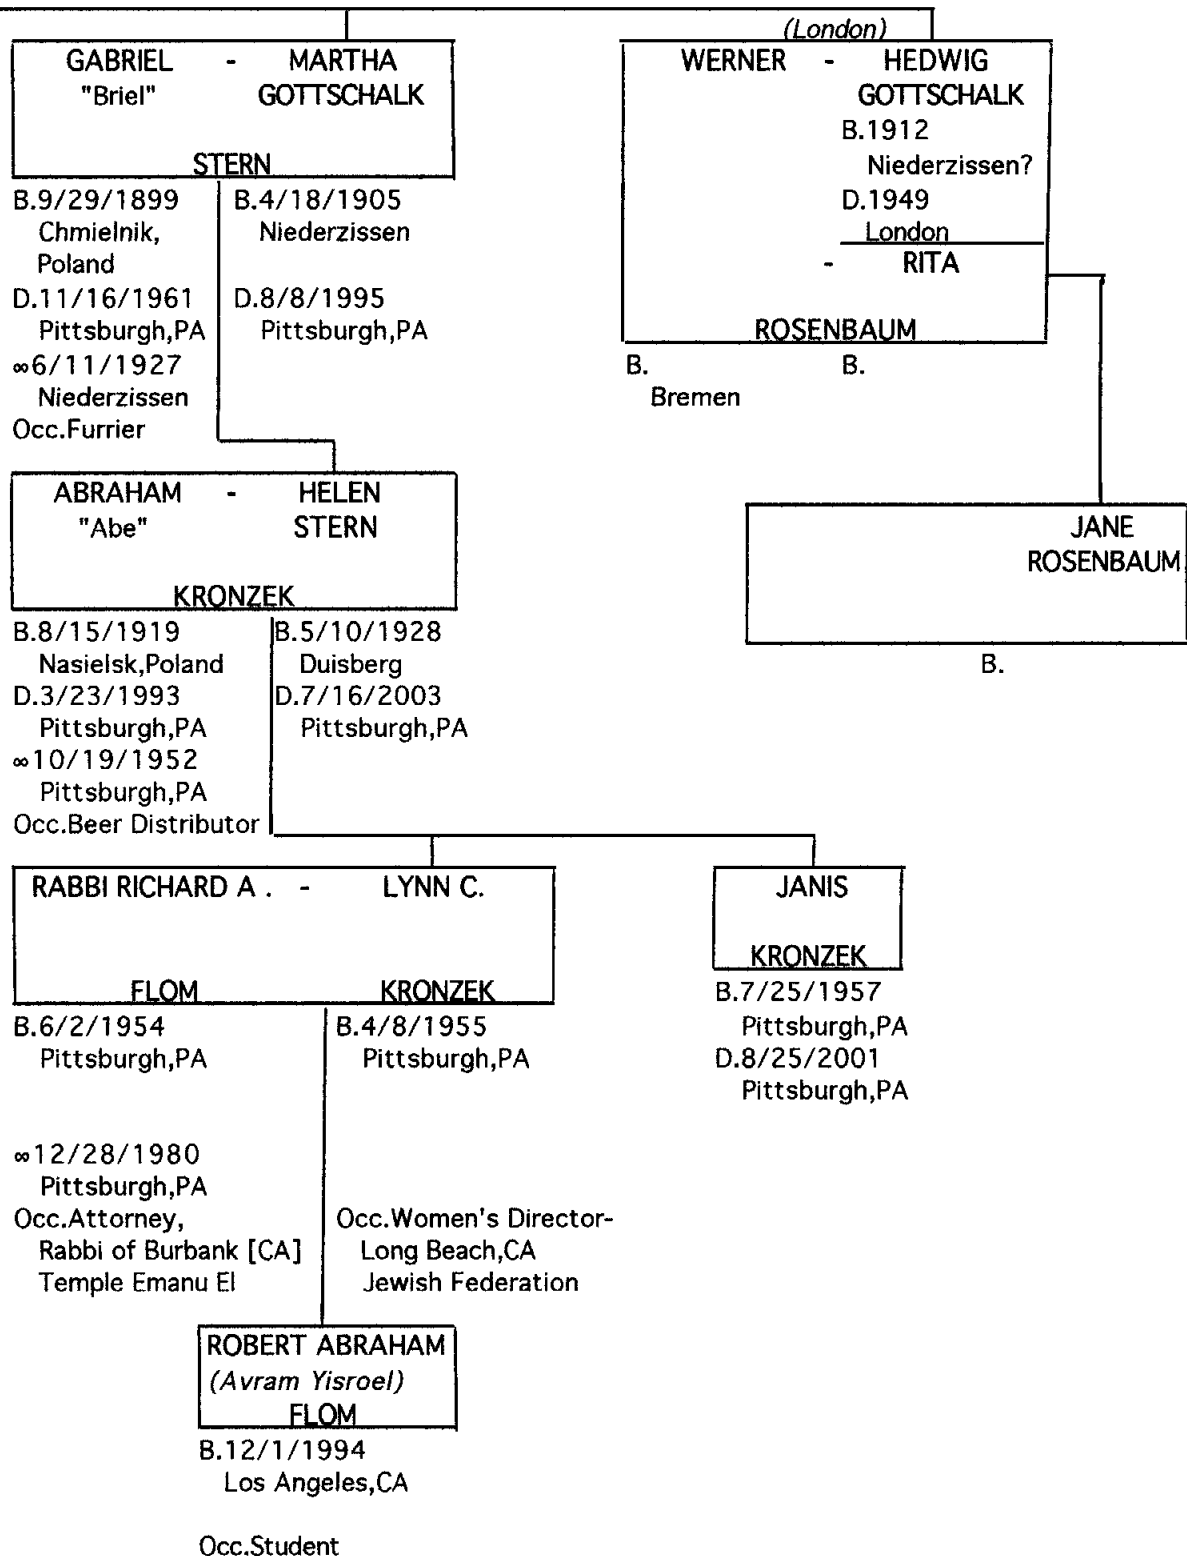 (London)
GABRIEL - MARTHA
"Briel" GOTTSCHALK
STERN
B.9/29/1899 B.4/18/1905
Chmielnik, Niederzissen
Poland
D.11/16/1961 D.8/8/1995
Pittsburgh,PA Pittsburgh,PA
∞6/11/1927
Niederzissen
Occ.Furrier
WERNER - HEDWIG
GOTTSCHALK
B.1912
Niederzissen?
D.1949
London
- RITA
ROSENBAUM
B. B.
Bremen
ABRAHAM - HELEN
"Abe" STERN
KRONZEK
B.8/15/1919 B.5/10/1928
Nasielsk,Poland Duisberg
D.3/23/1993 D.7/16/2003
Pittsburgh,PA Pittsburgh,PA
∞10/19/1952
Pittsburgh,PA
Occ.Beer Distributor
JANE
ROSENBAUM
B.
RABBI RICHARD A . - LYNN C.
FLOM KRONZEK
B.6/2/1954 B.4/8/1955
Pittsburgh,PA Pittsburgh,PA
∞12/28/1980
Pittsburgh,PA
Occ.Attorney, Occ.Women's Director-
Rabbi of Burbank [CA] Long Beach,CA
Temple Emanu El Jewish Federation
JANIS
KRONZEK
B.7/25/1957
Pittsburgh,PA
D.8/25/2001
Pittsburgh,PA
ROBERT ABRAHAM
(Avram Yisroel)
FLOM
B.12/1/1994
Los Angeles,CA
Occ.Student